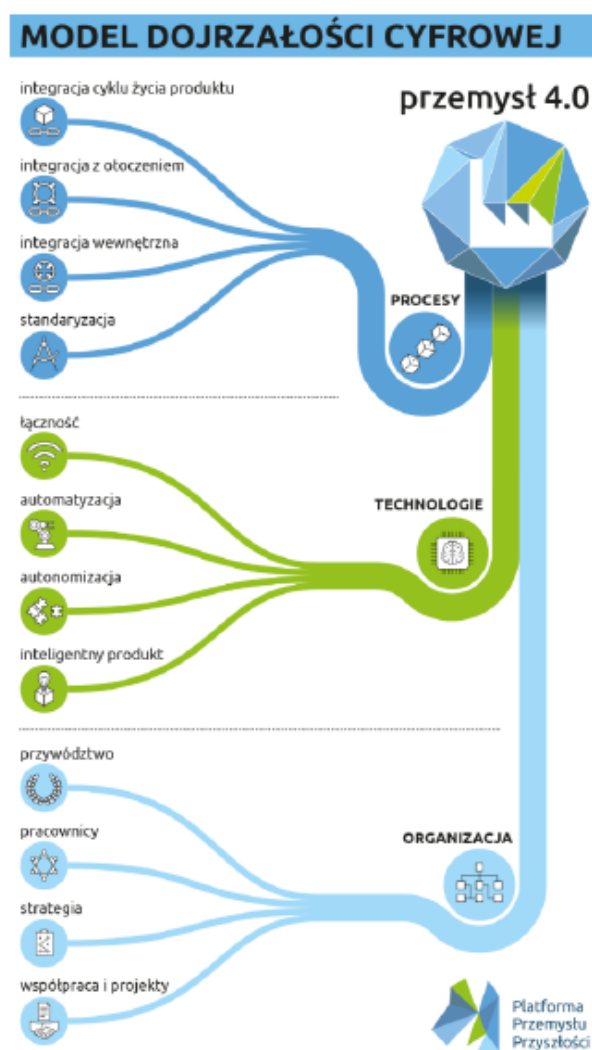 MODEL DOJRZAŁOŚCI CYFROWEJ
przemysł 4.0
integracja cyklu życia produktu
integracja z otoczeniem
integracja wewnętrzna
standaryzacja
PROCESY
łączność
automatyzacja
autonomizacja
inteligentny produkt
TECHNOLOGIE
przywództwo
pracownicy
strategia
współpraca i projekty
ORGANIZACJA
Platforma
Przemysłu
Przyszłości